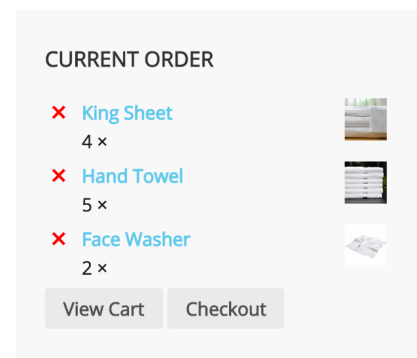 CURRENT ORDER
× King Sheet
4 ×
× Hand Towel
5 ×
× Face Washer
2 ×
View Cart Checkout